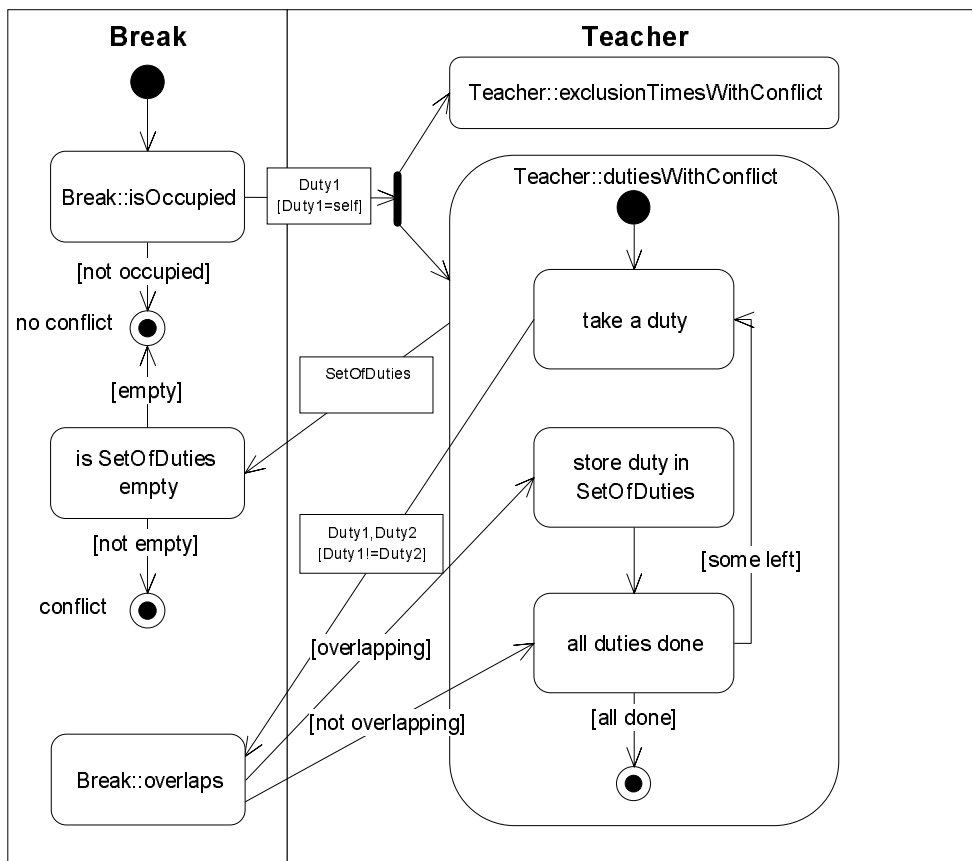 Break
Teacher
Teacher::exclusionTimesWithConflict
Break::isOccupied
Duty1
[Duty1=self]
Teacher::dutiesWithConflict
[not occupied]
no conflict
take a duty
SetOfDuties
[empty]
is SetOfDuties
empty
store duty in
SetOfDuties
[not empty]
Duty1,Duty2
[Duty1!=Duty2]
[some left]
conflict
[overlapping]
all duties done
[not overlapping]
[all done]
Break::overlaps